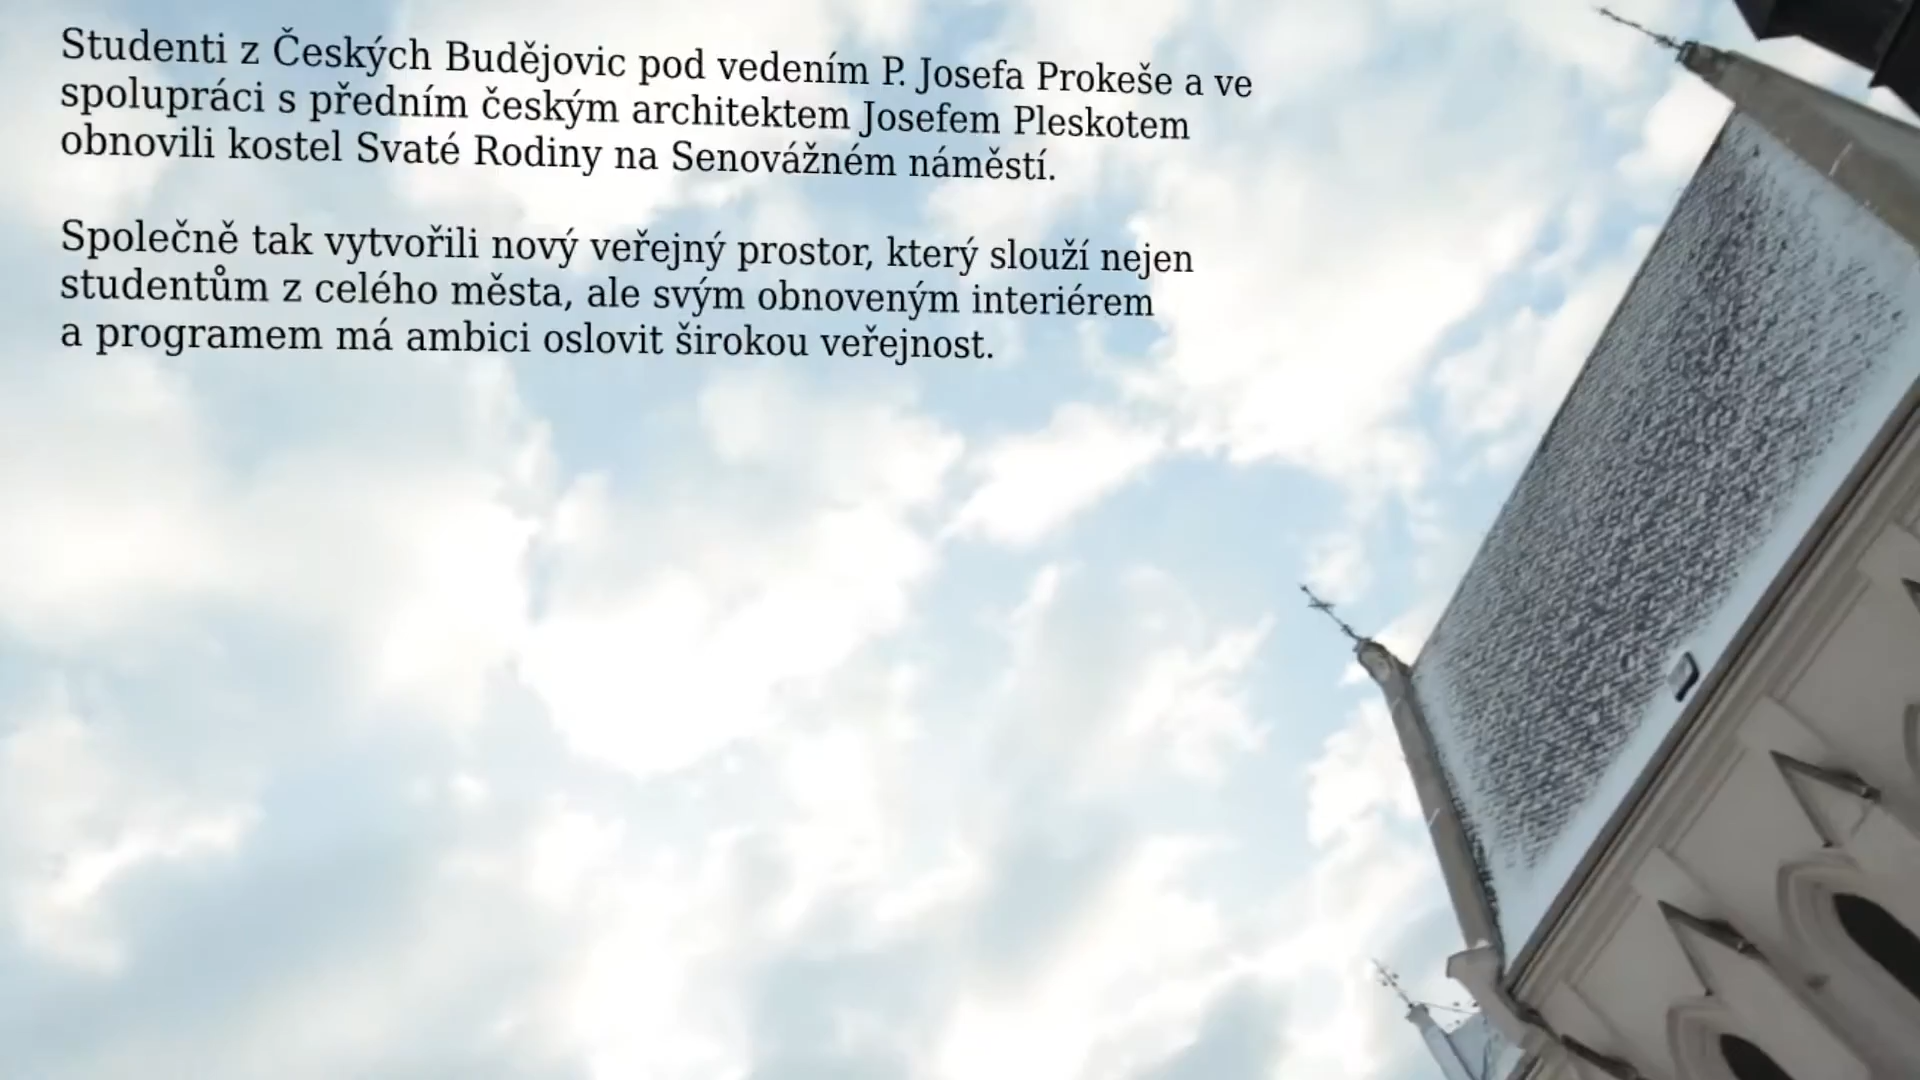 Studenti z Českých Budějovic pod vedením P. Josefa Prokeše a ve
spolupráci s předním českým architektem Josefem Pleskotem
obnovili kostel Svaté Rodiny na Senovážném náměstí.
Společně tak vytvořili nový veřejný prostor, který slouží nejen
studentům z celého města, ale svým obnoveným interiérem
a programem má ambici oslovit širokou veřejnost.